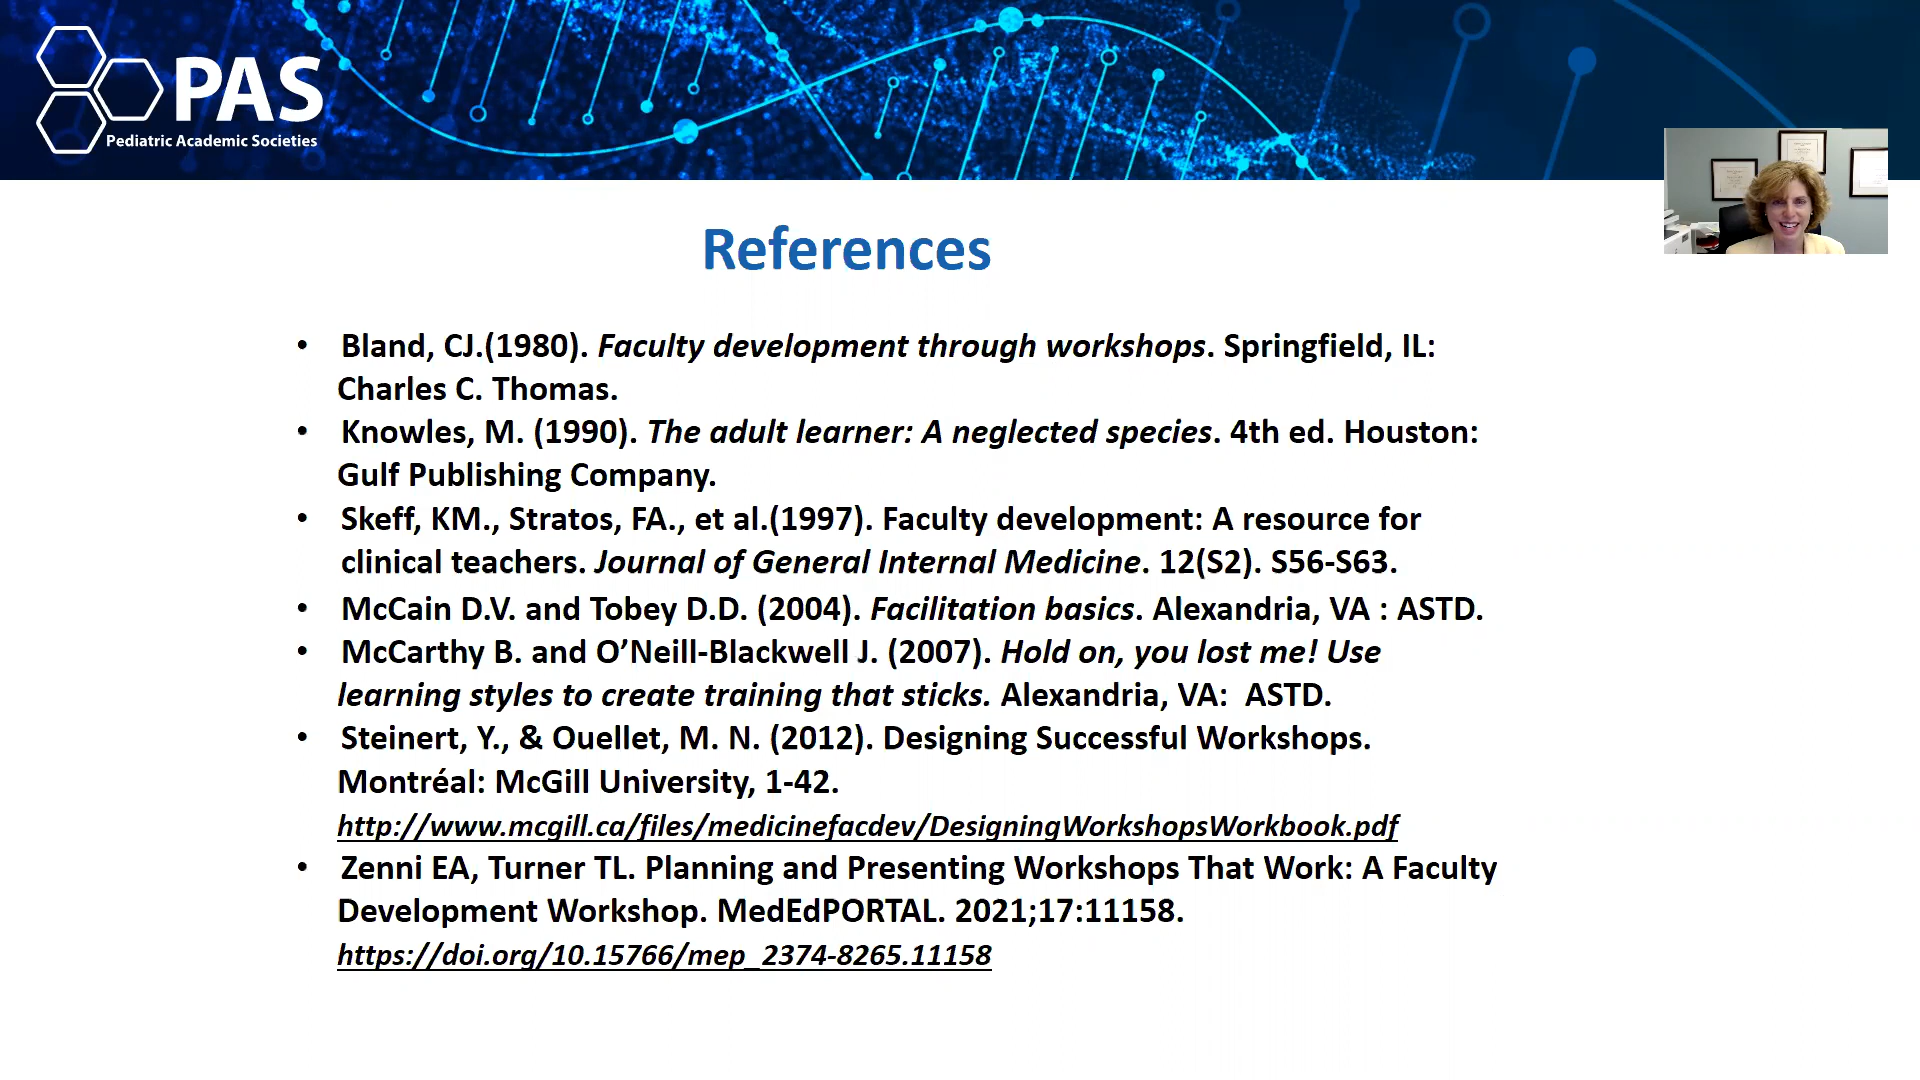 PAS
Pediatric Academic Societies
References
• Bland, CJ.(1980). Faculty development through workshops. Springfield, IL:
Charles C. Thomas.
• Knowles, M. (1990). The adult learner: A neglected species. 4th ed. Houston:
Gulf Publishing Company.
• Skeff, KM., Stratos, FA., et al.(1997). Faculty development: A resource for
clinical teachers. Journal of General Internal Medicine. 12(S2). S56-S63.
• McCain D.V. and Tobey D.D. (2004). Facilitation basics. Alexandria, VA : ASTD.
• McCarthy B. and O’Neill-Blackwell J. (2007). Hold on, you lost me! Use
learning styles to create training that sticks. Alexandria, VA:  ASTD.
• Steinert, Y., & Ouellet, M. N. (2012). Designing Successful Workshops.
Montréal: McGill University, 1-42.
http://www.mcgill.ca/files/medicinefacdev/DesigningWorkshopsWorkbook.pdf
• Zenni EA, Turner TL. Planning and Presenting Workshops That Work: A Faculty
Development Workshop. MedEdPORTAL. 2021;17:11158.
https://doi.org/10.15766/mep_2374-8265.11158